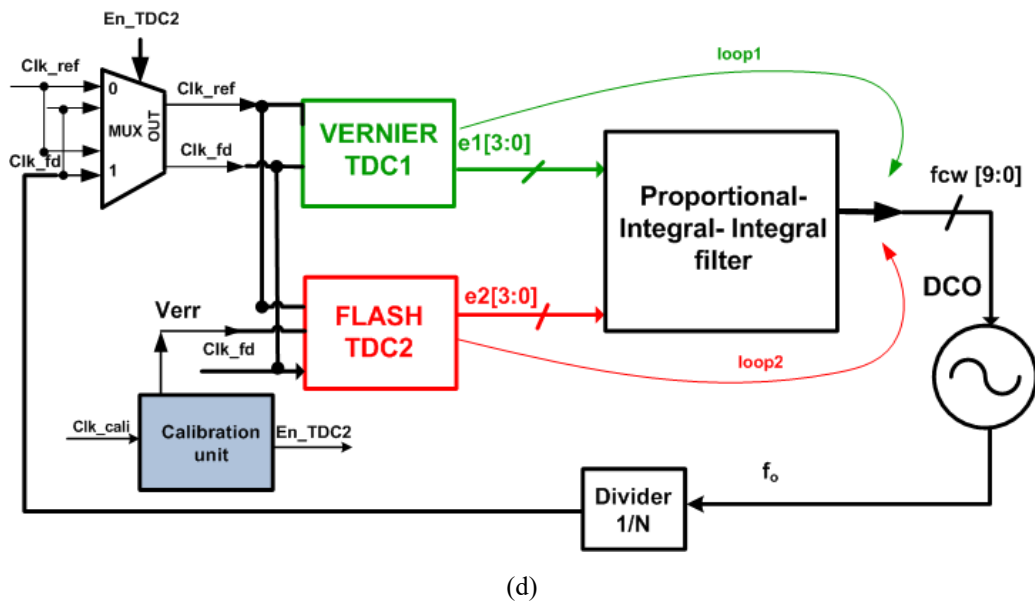 En_TDC2
Clk_ref
0
MUX
OUT
Clk_fd
1
Clk_ref
Clk_fd
VERNIER
TDC1
e1[3:0]
loop1
Proportional-
Integral- Integral
filter
fcw [9:0]
DCO
Verr
Clk_fd
FLASH
TDC2
e2[3:0]
loop2
Clk_cali
Calibration
unit
En_TDC2
Divider
1/N
fₒ
(d)